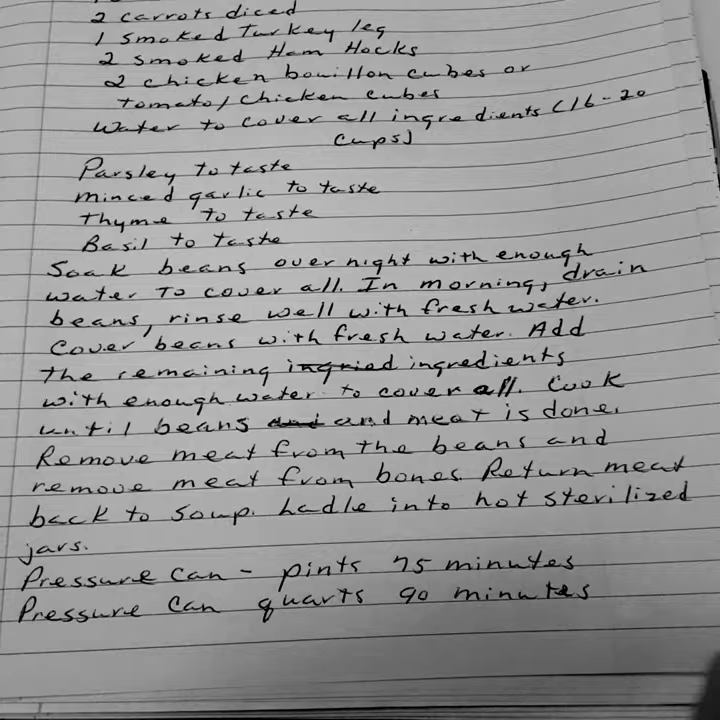 2 carrots diced
1 smoked Turkey leg
2 smoked Ham Hocks
2 chicken bouillon cubes or
tomato/chicken cubes
Water to cover all ingredients (16-20
cups)
Parsley to taste
minced garlic to taste
Thyme to taste
Basil to taste
Soak beans over night with enough
water to cover all. In morning, drain
beans, rinse well with fresh water.
Cover beans with fresh water. Add
the remaining ingried ingredients
with enough water to cover all. Cook
until beans and and meat is done.
Remove meat from the beans and
remove meat from bones. Return meat
back to soup. Ladle into hot sterilized
jars.
Pressure can - pints 75 minutes
Pressure Can quarts 90 minutes